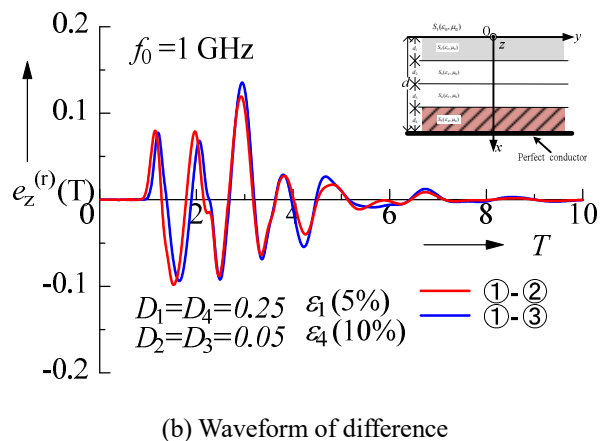 f₀=1 GHz
0.2
0.1
0
-0.1
-0.2
e_z^(r)(T)
2
4
6
8
10
T
O
y
z
x
d
Perfect conductor
①-②
①-③
D₁=D₄=0.25 ε₁(5%)
D₂=D₃=0.05 ε₄(10%)
(b) Waveform of difference